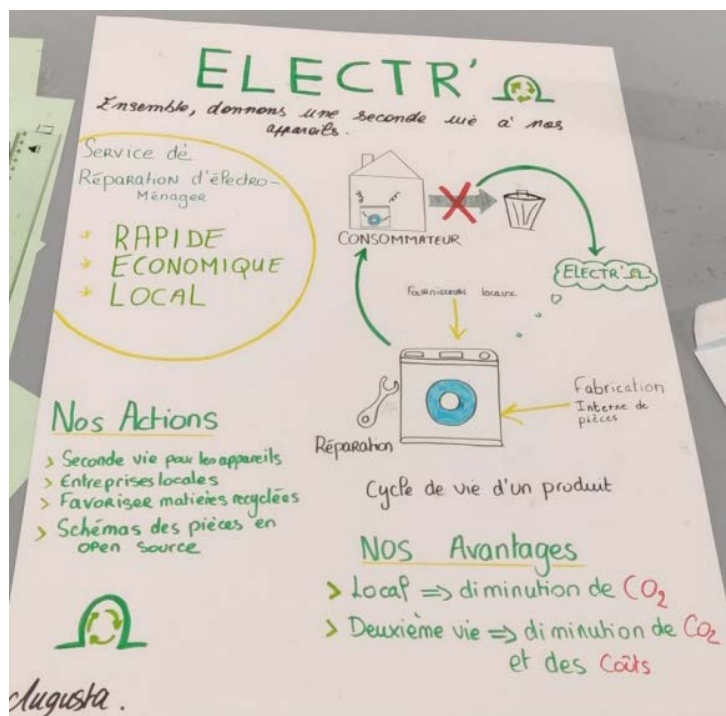 ELECTR'
Ensemble, donnons une seconde vie à nos
appareils.
Service de
Réparation d'électro-
Ménager
RAPIDE
ECONOMIQUE
LOCAL
CONSOMMATEUR
ELECTR'
Fournisseurs locaux
Fabrication
Interne de
pièces
Réparation
Cycle de vie d'un produit
Nos Actions
> Seconde vie pour les appareils
> Entreprises locales
> Favoriser matières recyclées
> Schémas des pièces en
open source
Nos Avantages
> Local => diminution de CO2
> Deuxième vie => diminution de CO2
et des Coûts
Augusta.